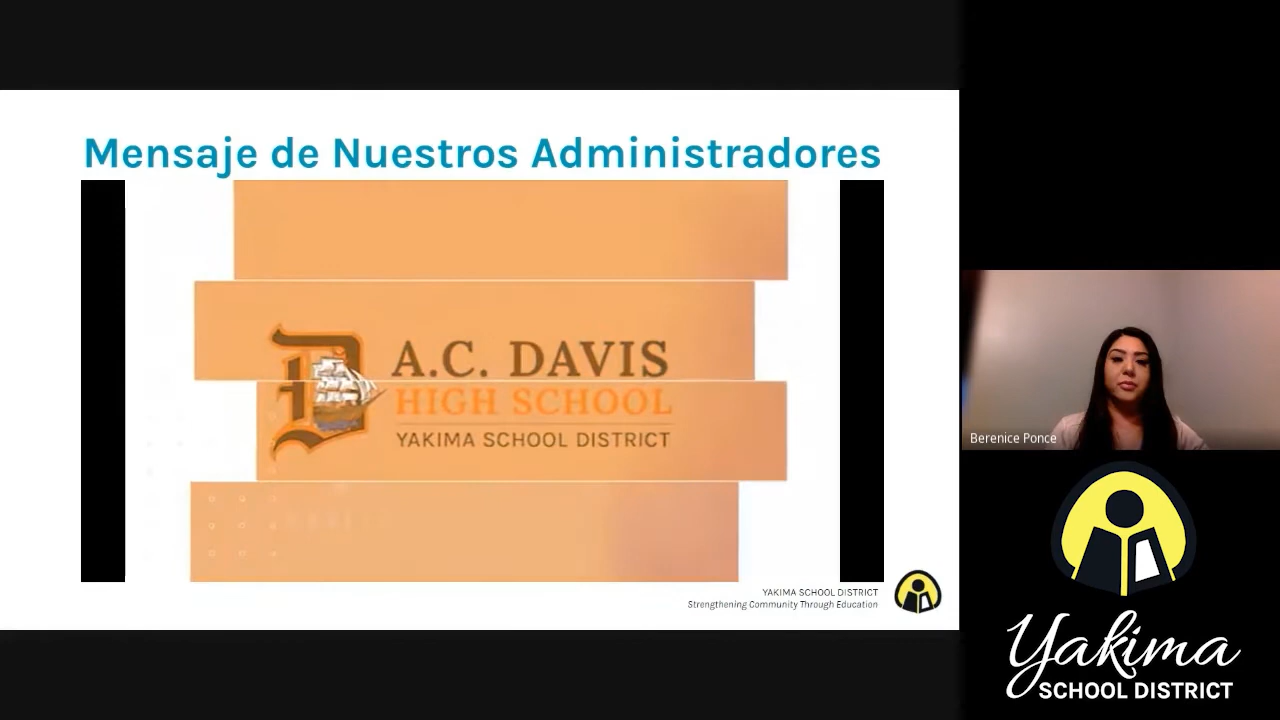 Mensaje de Nuestros Administradores
A.C. DAVIS
HIGH SCHOOL
YAKIMA SCHOOL DISTRICT
YAKIMA SCHOOL DISTRICT
Strengthening Community Through Education
Berenice Ponce
Yakima
SCHOOL DISTRICT